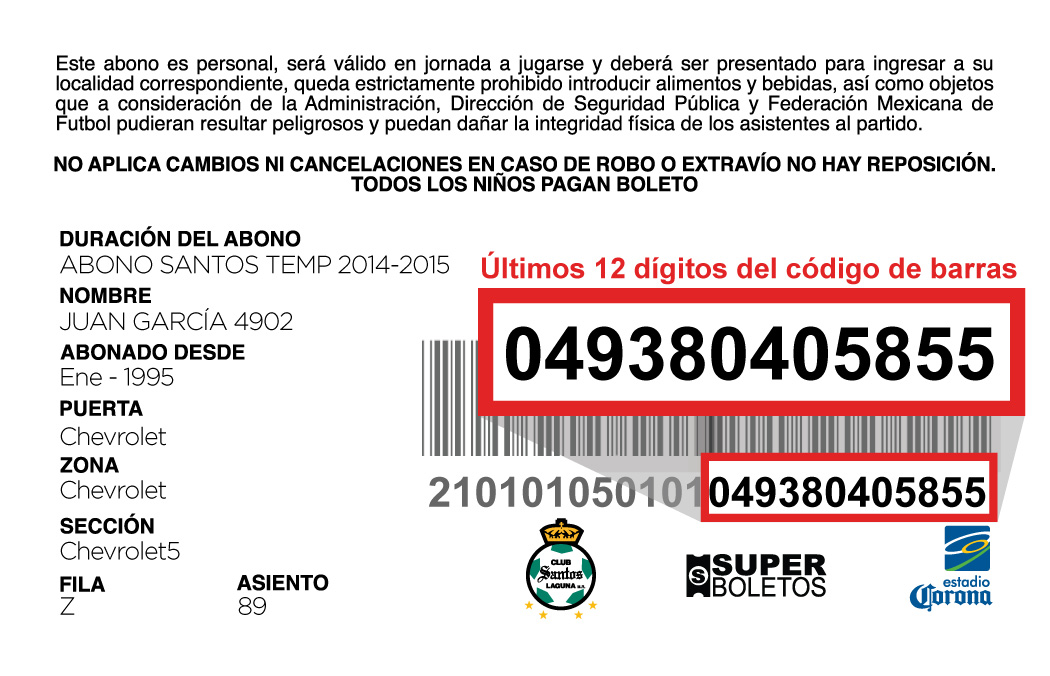 Este abono es personal, será válido en jornada a jugarse y deberá ser presentado para ingresar a su
localidad correspondiente, queda estrictamente prohibido introducir alimentos y bebidas, así como objetos
que a consideración de la Administración, Dirección de Seguridad Pública y Federación Mexicana de
Futbol pudieran resultar peligrosos y puedan dañar la integridad física de los asistentes al partido.
NO APLICA CAMBIOS NI CANCELACIONES EN CASO DE ROBO O EXTRAVÍO NO HAY REPOSICIÓN.
TODOS LOS NIÑOS PAGAN BOLETO
DURACIÓN DEL ABONO
ABONO SANTOS TEMP 2014-2015
NOMBRE
JUAN GARCÍA 4902
ABONADO DESDE
Ene - 1995
PUERTA
Chevrolet
ZONA
Chevrolet
SECCIÓN
Chevrolet5
FILA
Z
ASIENTO
89
Últimos 12 dígitos del código de barras
049380405855
210101050101049380405855
CLUB
Santos
LAGUNA
S
SUPER
BOLETOS
estadio
Corona